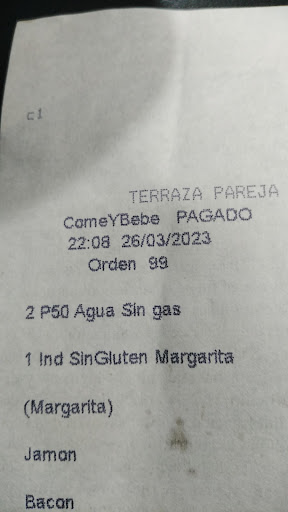 c1
TERRAZA PAREJA
ComeYBebe PAGADO
22:08 26/03/2023
Orden 99
2 P50 Agua Sin gas
1 Ind SinGluten Margarita
(Margarita)
Jamon
Bacon